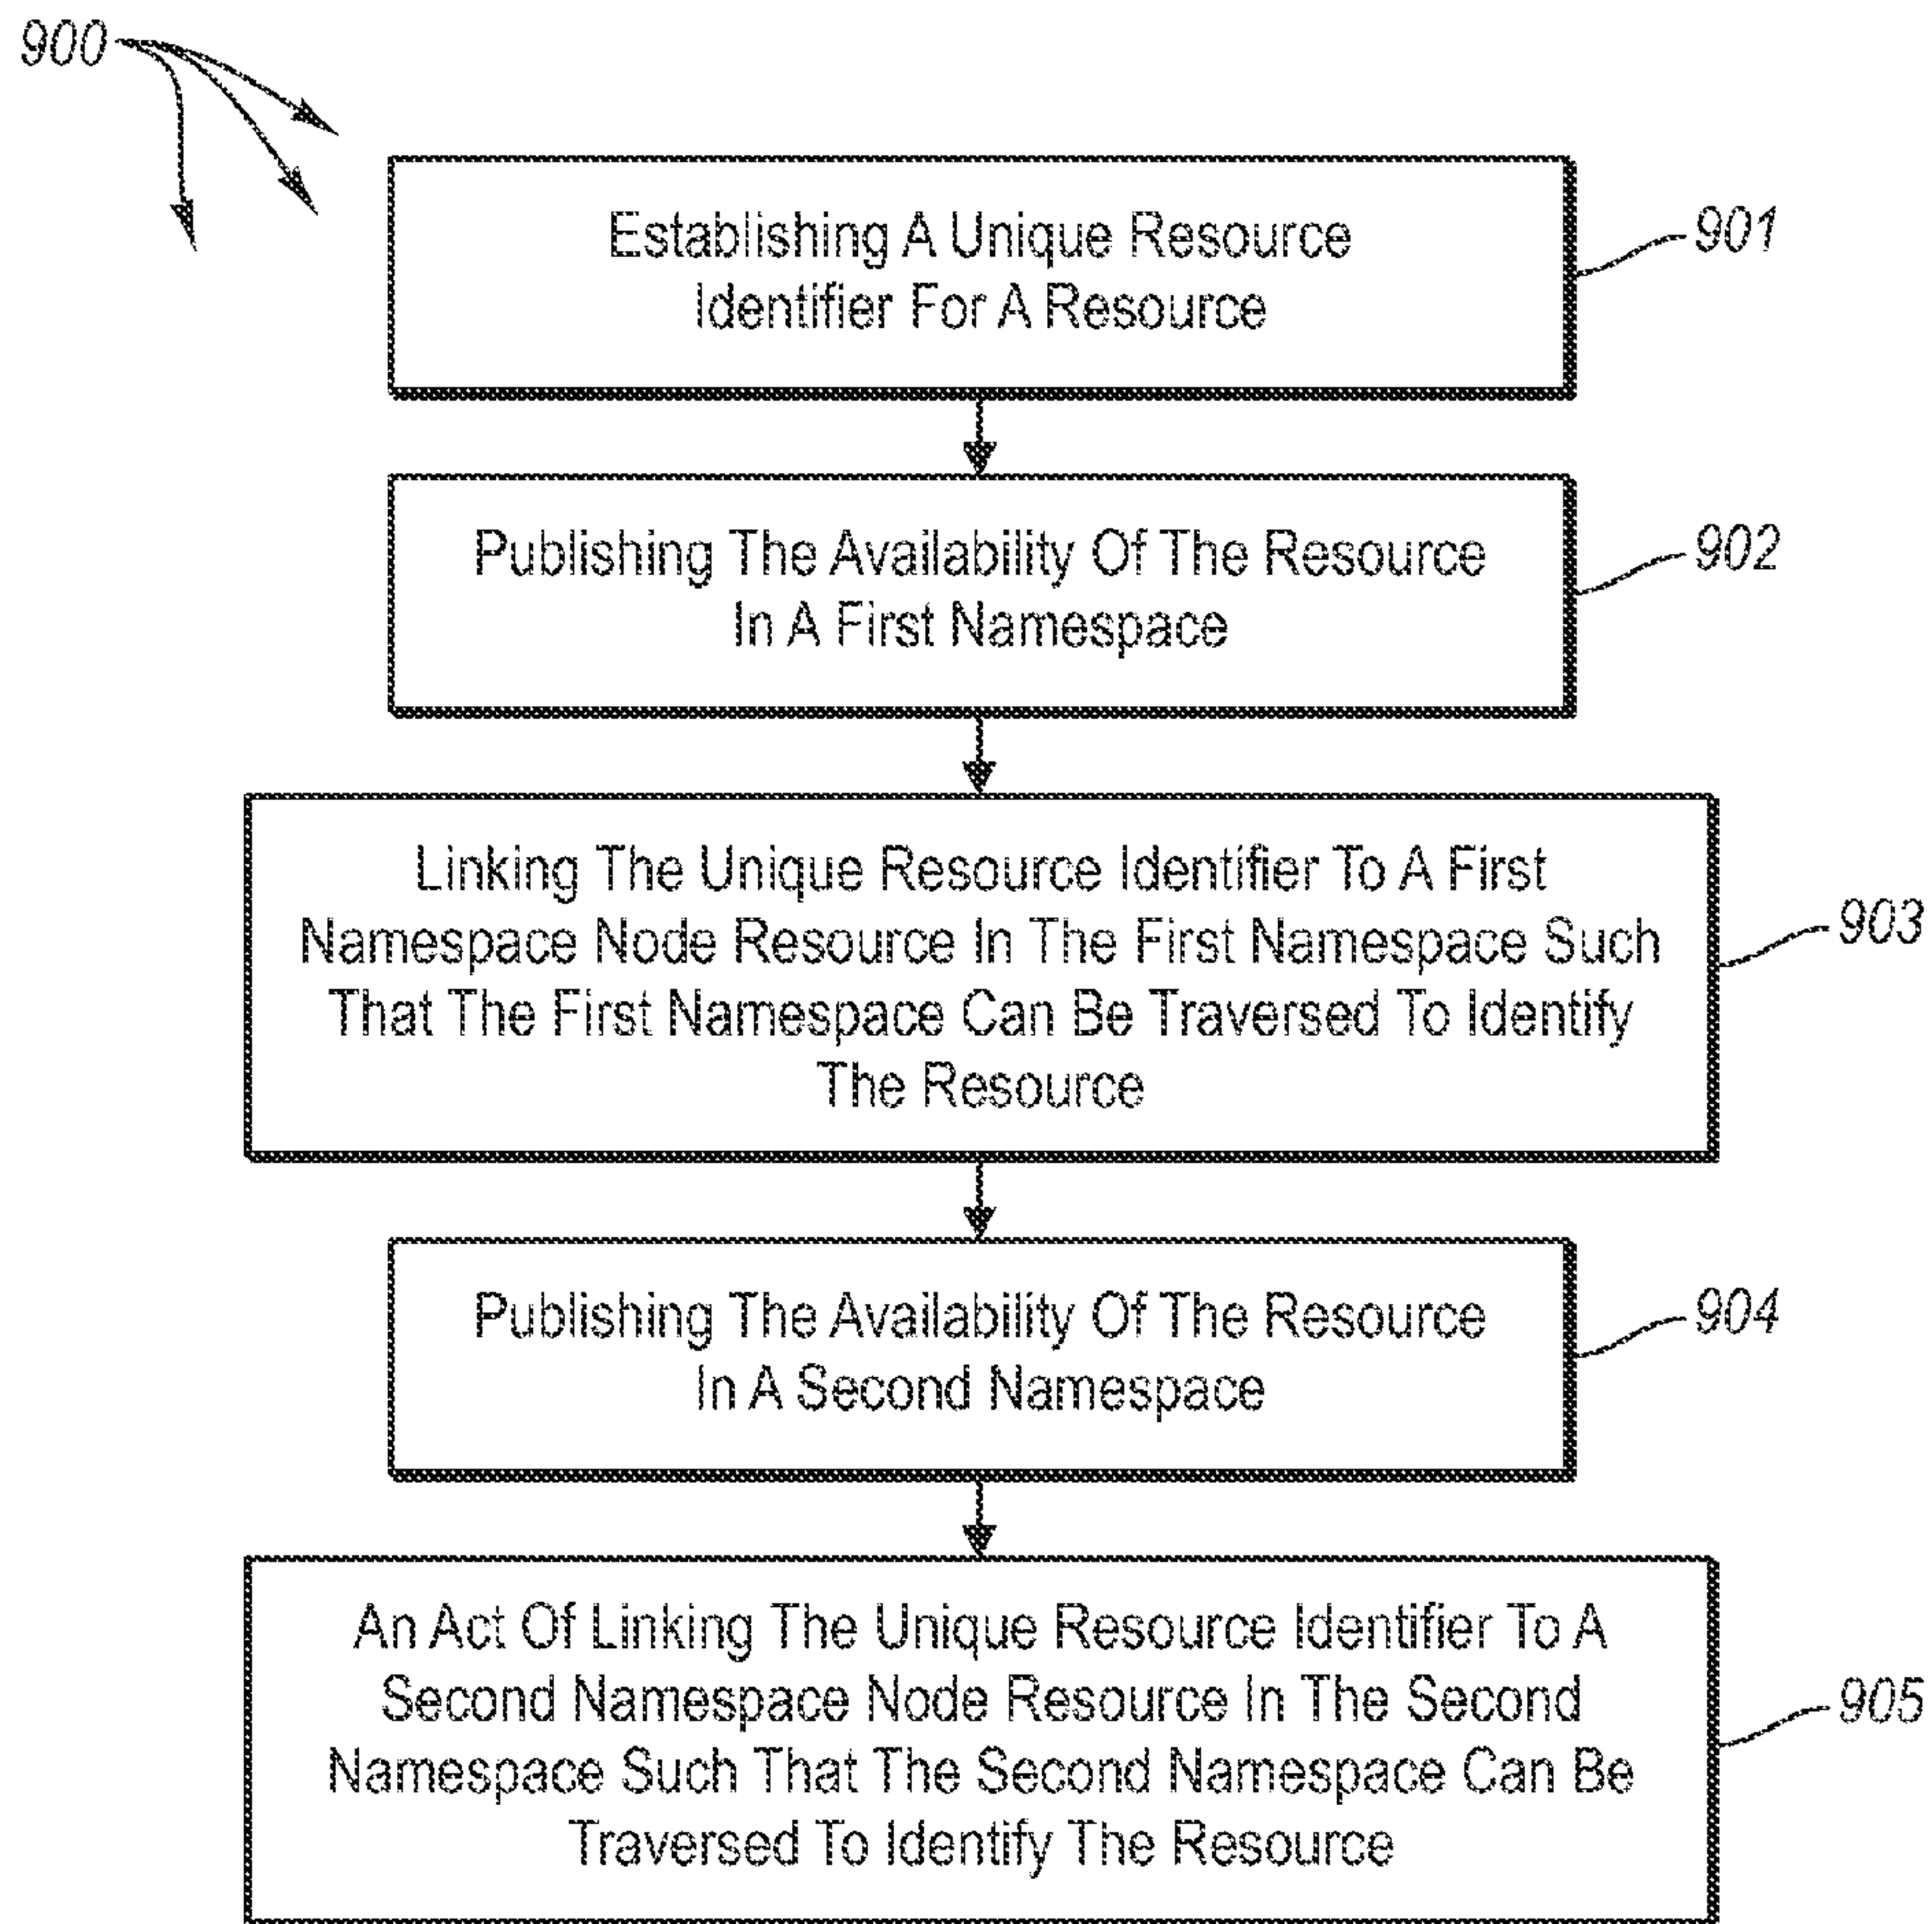 900
Establishing A Unique Resource
Identifier For A Resource
901
Publishing The Availability Of The Resource
In A First Namespace
902
Linking The Unique Resource Identifier To A First
Namespace Node Resource In The First Namespace Such
That The First Namespace Can Be Traversed To Identify
The Resource
903
Publishing The Availability Of The Resource
In A Second Namespace
904
An Act Of Linking The Unique Resource Identifier To A
Second Namespace Node Resource In The Second
Namespace Such That The Second Namespace Can Be
Traversed To Identify The Resource
905